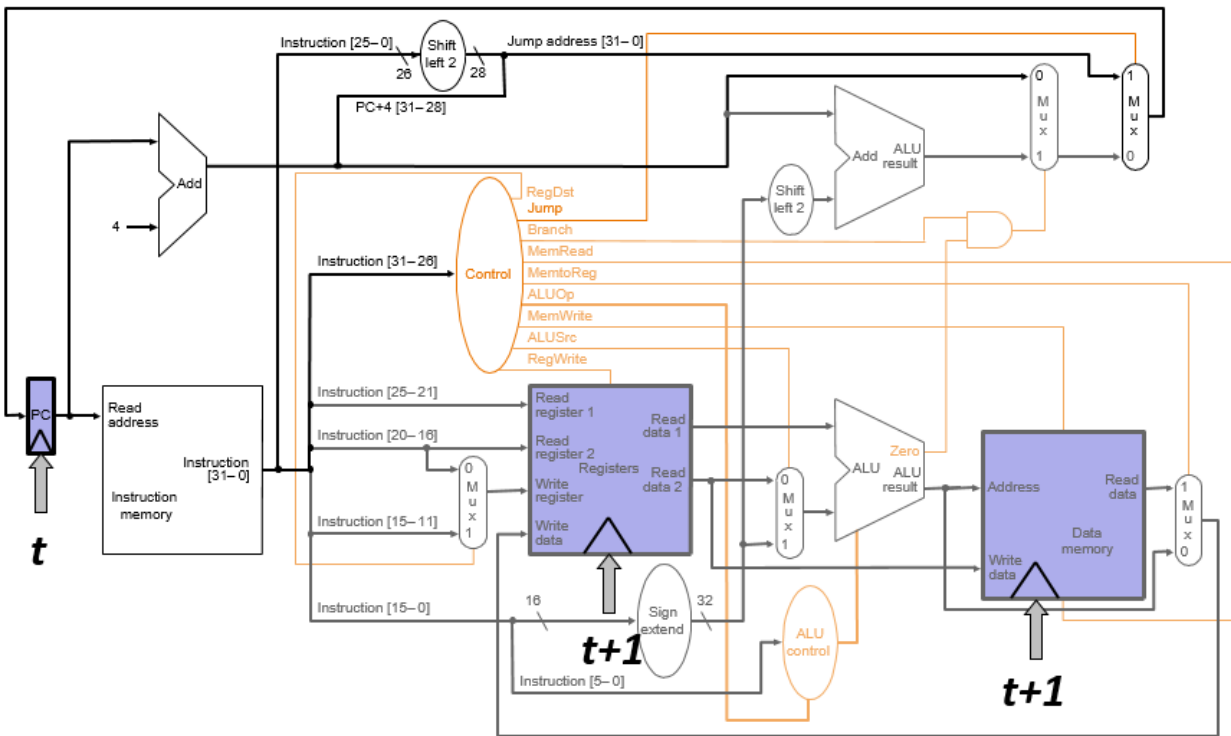 Instruction [25–0]
Shift
left 2
Jump address [31–0]
26
28
PC+4 [31–28]
Add
4
0
M
u
x
1
1
M
u
x
0
Add
ALU
result
Shift
left 2
RegDst
Jump
Branch
MemRead
MemtoReg
ALUOp
MemWrite
ALUSrc
RegWrite
Control
Instruction [31–26]
PC
t
Read
address
Instruction
[31–0]
Instruction
memory
Instruction [25–21]
Instruction [20–16]
Instruction [15–11]
Instruction [15–0]
Instruction [5–0]
0
M
u
x
1
Read
register 1
Read
register 2
Write
register
Write
data
Registers
Read
data 1
Read
data 2
t+1
16
Sign
extend
32
0
M
u
x
1
Zero
ALU
ALU
result
ALU
control
Address
Write
data
Read
data
Data
memory
t+1
1
M
u
x
0